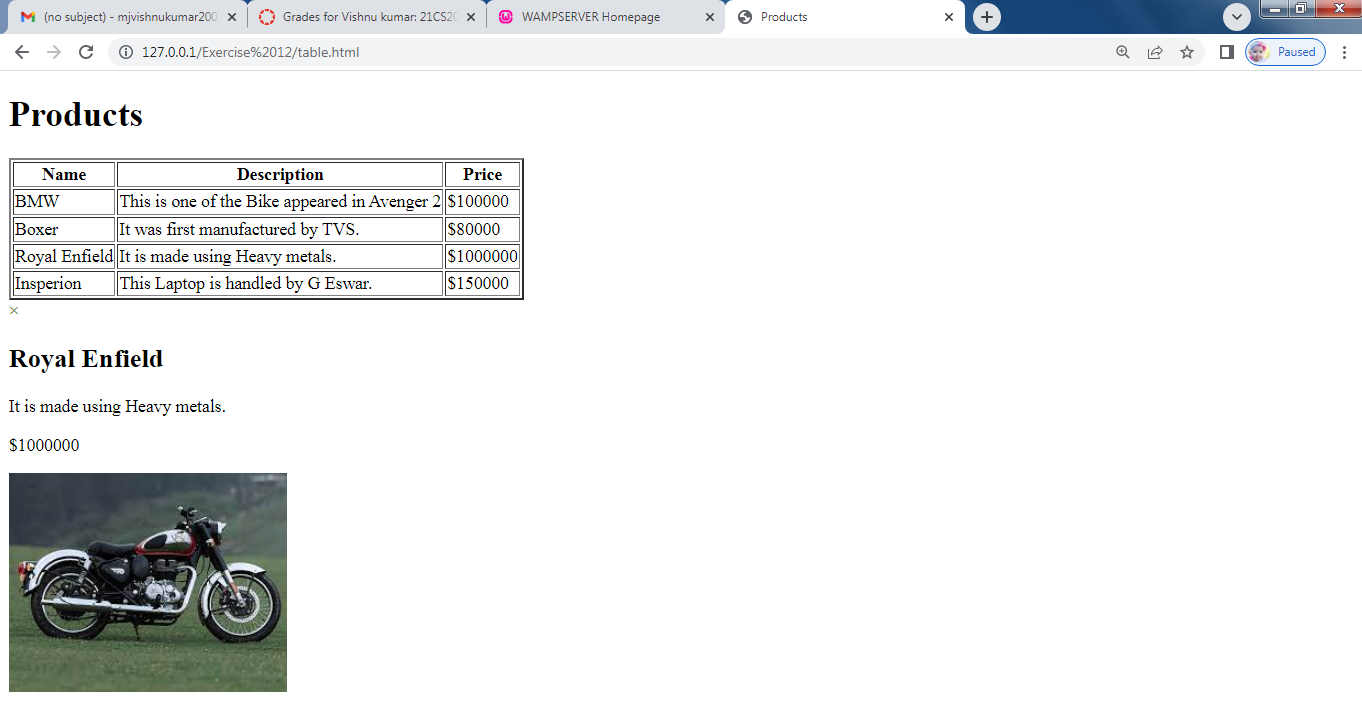 (no subject) - mjvishnukumar200
Grades for Vishnu kumar: 21CS2
WAMPSERVER Homepage
Products
127.0.0.1/Exercise%2012/table.html
Paused
Products
Name Description Price
BMW This is one of the Bike appeared in Avenger 2 $100000
Boxer It was first manufactured by TVS. $80000
Royal Enfield It is made using Heavy metals. $1000000
Insperion This Laptop is handled by G Eswar. $150000
×
Royal Enfield
It is made using Heavy metals.
$1000000